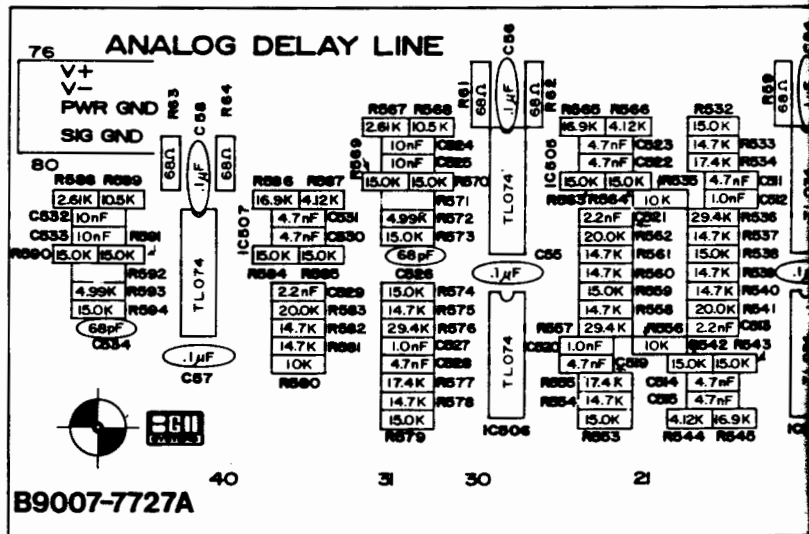 ANALOG DELAY LINE
76
V+
V-
PWR GND
SIG GND
80
R63 C58 R64
68Ω .1µF 68Ω
R588 R589
2.61K 10.5K
C532 10nF
C533 10nF R591
R590 15.0K 15.0K
R592
4.99K R593
15.0K R594
68pF
C534
TL074
.1µF
C57
IC507
R586 R587
16.9K 4.12K
4.7nF C531
4.7nF C530
15.0K 15.0K
R584 R585
2.2nF C529
20.0K R583
14.7K R582
14.7K R581
10K
R580
R567 R568
2.61K 10.5K
10nF C524
10nF C525
R569 15.0K 15.0K R570
R571
4.99K R572
15.0K R573
68pF
C526
15.0K R574
14.7K R575
29.4K R576
1.0nF C527
4.7nF C528
17.4K R577
14.7K R578
15.0K
R579
R61 C56 R62
68Ω .1µF 68Ω
TL074
C55
.1µF
TL074
IC506
IC505
R565 R566
16.9K 4.12K
4.7nF C523
4.7nF C522
15.0K 15.0K
R563 R564
2.2nF C521
20.0K R562
14.7K R561
14.7K R560
15.0K R559
14.7K R558
R557 29.4K R556
C520 1.0nF 10K
4.7nF C519
R555 17.4K
R554 14.7K
15.0K
R553
R532
15.0K
14.7K R533
17.4K R534
4.7nF C511
R535 10K 1.0nF C512
29.4K R536
14.7K R537
15.0K R538
14.7K R539
14.7K R540
20.0K R541
2.2nF C513
R542 R543
15.0K 15.0K
C514 4.7nF
C515 4.7nF
4.12K 16.9K
R544 R545
R59
68Ω
40
31
30
21
B9007-7727A